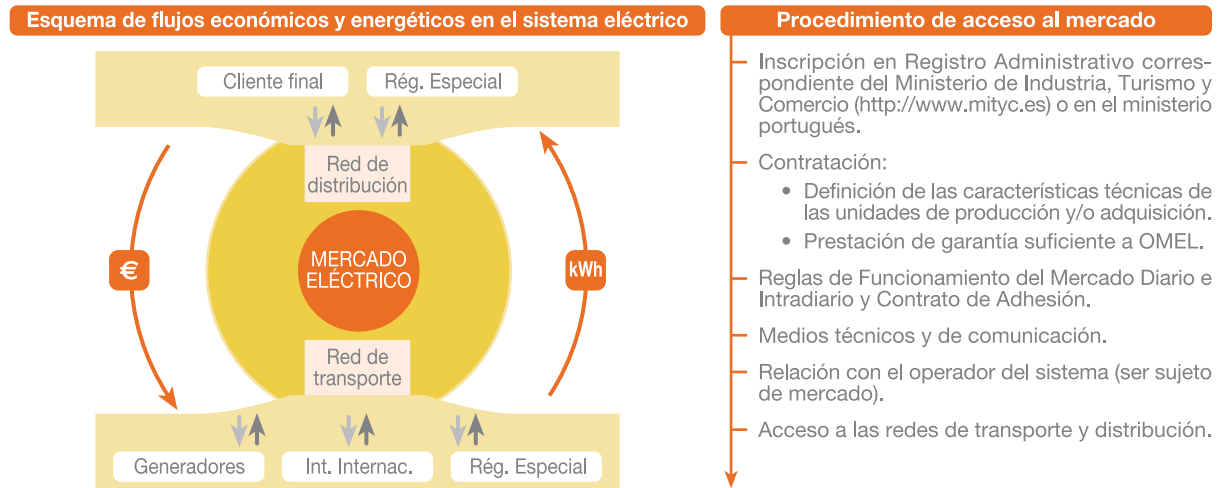 Esquema de flujos económicos y energéticos en el sistema eléctrico
Cliente final
Rég. Especial
Red de
distribución
€
MERCADO
ELÉCTRICO
kWh
Red de
transporte
Generadores
Int. Internac.
Rég. Especial
Procedimiento de acceso al mercado
Inscripción en Registro Administrativo corres-
pondiente del Ministerio de Industria, Turismo y
Comercio (http://www.mityc.es) o en el ministerio
portugués.
Contratación:
• Definición de las características técnicas de
las unidades de producción y/o adquisición.
• Prestación de garantía suficiente a OMEL.
Reglas de Funcionamiento del Mercado Diario e
Intradiario y Contrato de Adhesión.
Medios técnicos y de comunicación.
Relación con el operador del sistema (ser sujeto
de mercado).
Acceso a las redes de transporte y distribución.